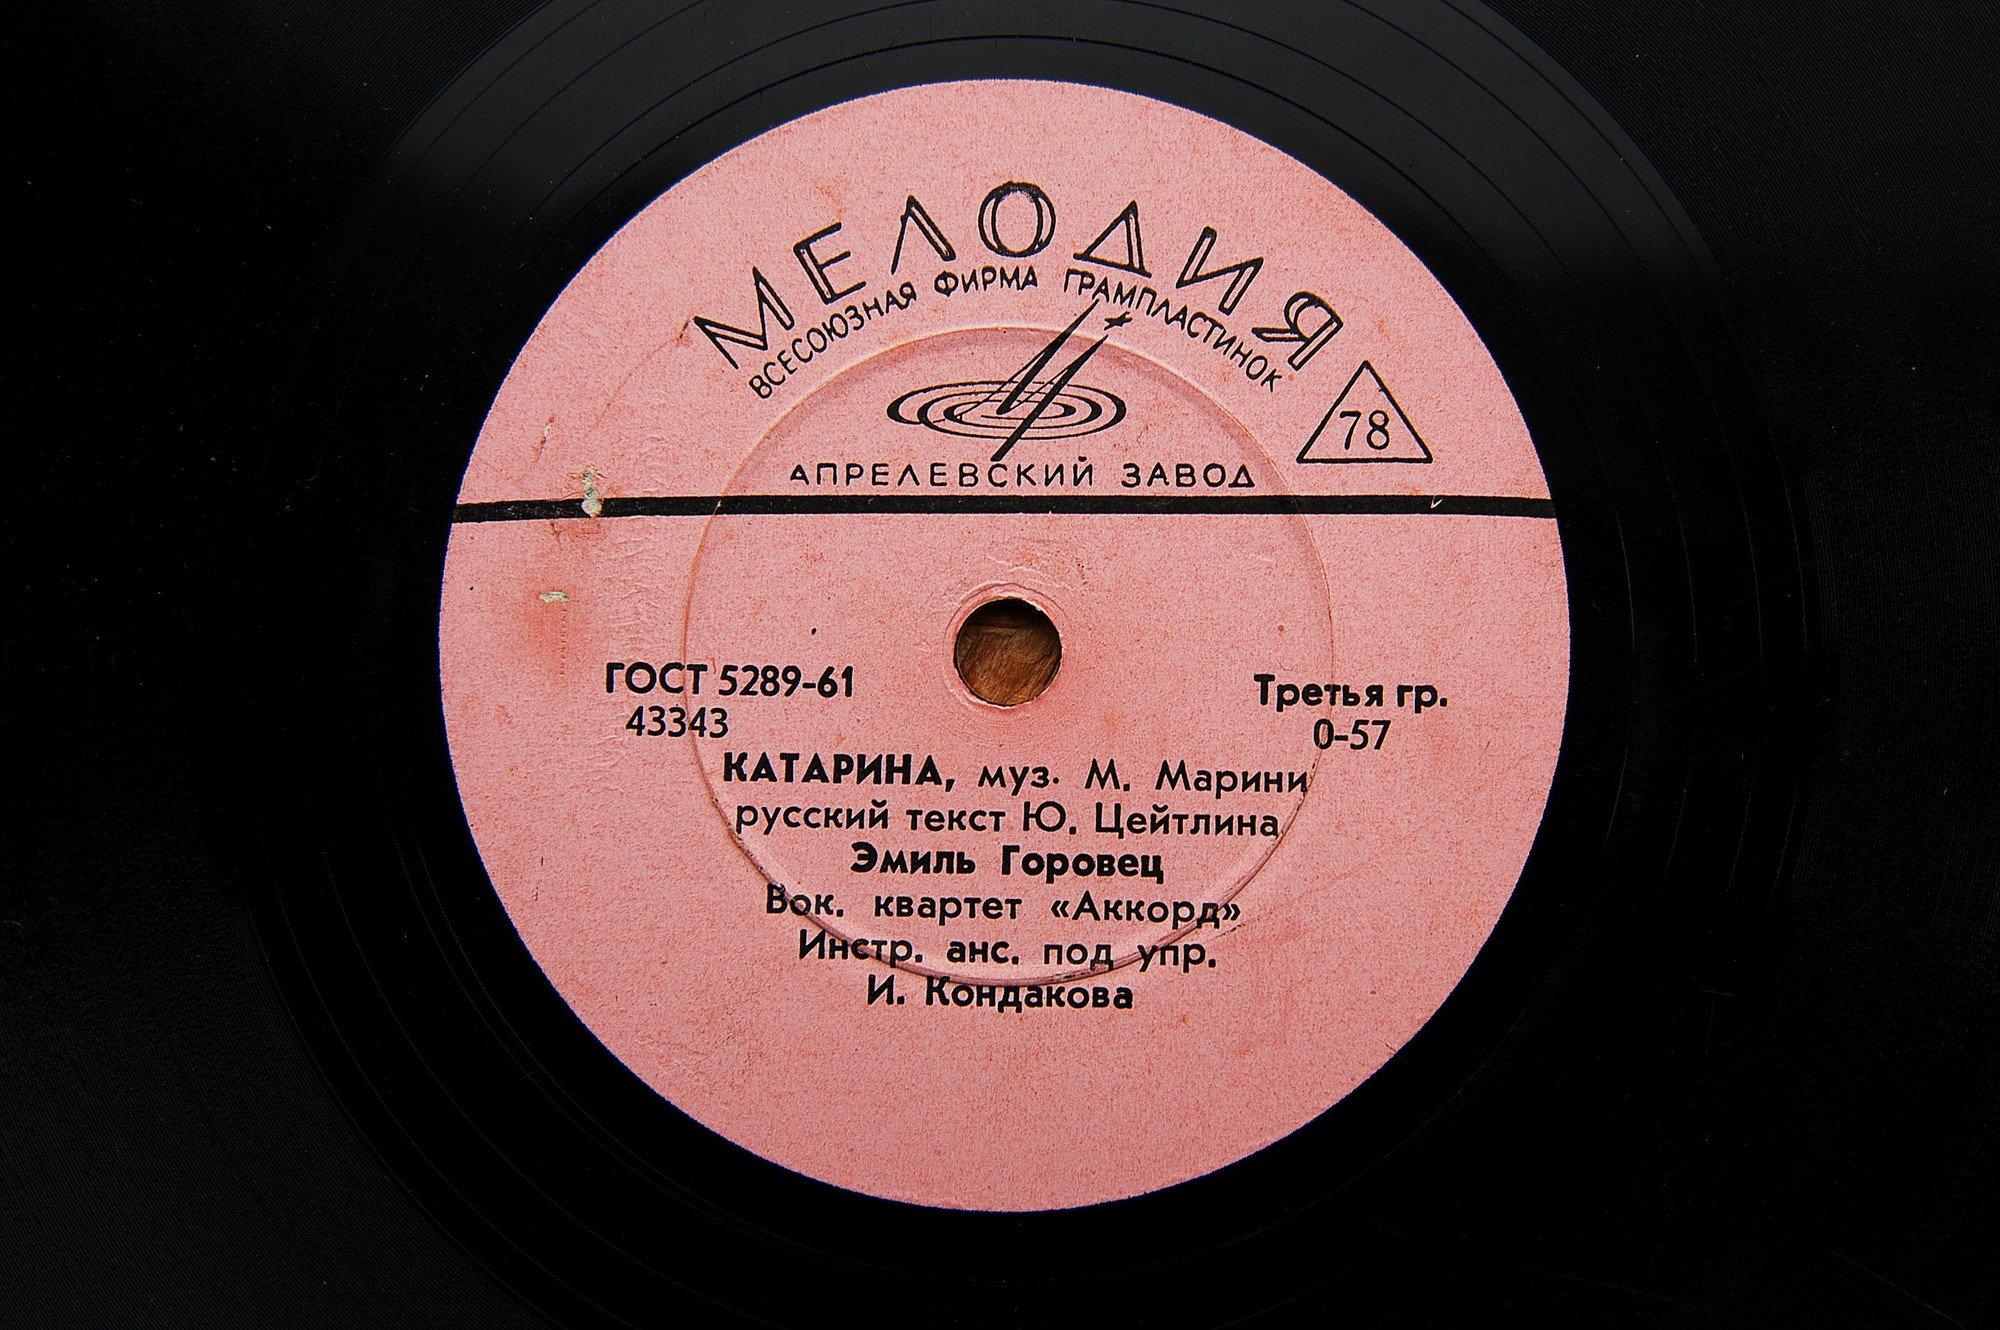 МЕЛОДИЯ
ВСЕСОЮЗНАЯ ФИРМА ГРАМПЛАСТИНОК
78
АПРЕЛЕВСКИЙ ЗАВОД
ГОСТ 5289-61
43343
Третья гр.
0-57
КАТАРИНА, муз. М. Марини
русский текст Ю. Цейтлина
Эмиль Горовец
Вок. квартет «Аккорд»
Инстр. анс. под упр.
И. Кондакова